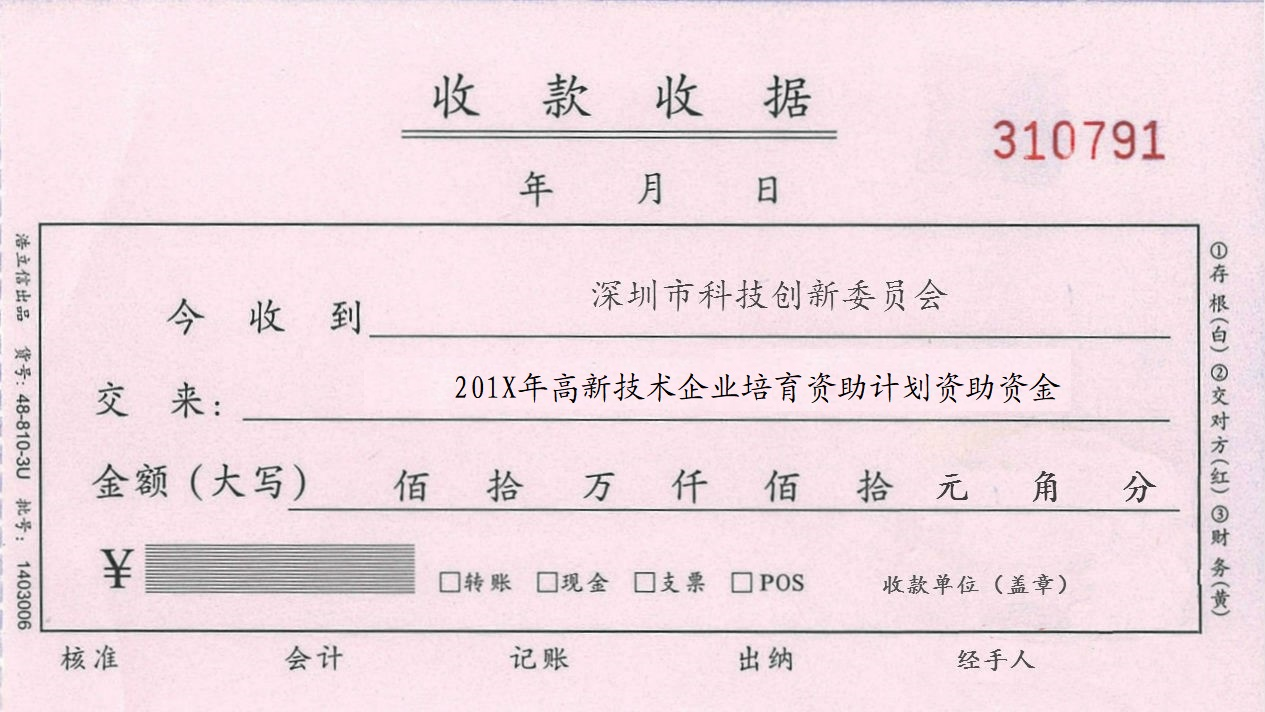 收款收据
310791
年 月 日
今收到 深圳市科技创新委员会
交来: 201X年高新技术企业培育资助计划资助资金
金额(大写) 佰 拾 万 仟 佰 拾 元 角 分
¥ □转账 □现金 □支票 □POS 收款单位（盖章）
核准 会计 记账 出纳 经手人
浩立信出品 货号: 48-810-3U 批号: 1403006
①存根(白) ②交对方(红) ③财务(黄)